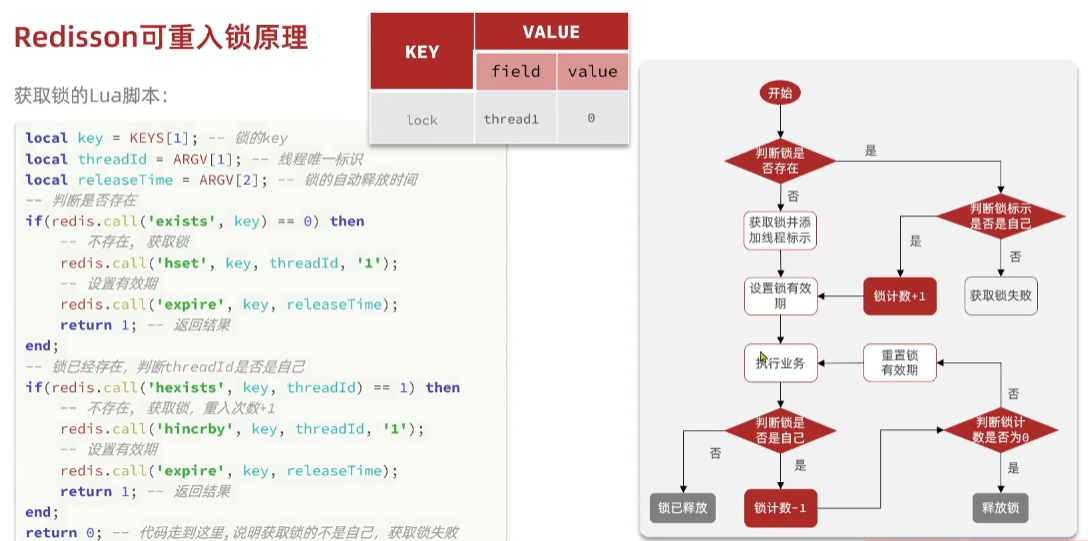 Redisson可重入锁原理
KEY
VALUE
field
value
lock
thread1
0
获取锁的Lua脚本：
local key = KEYS[1]; -- 锁的key
local threadId = ARGV[1]; -- 线程唯一标识
local releaseTime = ARGV[2]; -- 锁的自动释放时间
-- 判断是否存在
if(redis.call('exists', key) == 0) then
-- 不存在, 获取锁
redis.call('hset', key, threadId, '1');
-- 设置有效期
redis.call('expire', key, releaseTime);
return 1; -- 返回结果
end;
-- 锁已经存在，判断threadId是否是自己
if(redis.call('hexists', key, threadId) == 1) then
-- 不存在, 获取锁，重入次数+1
redis.call('hincrby', key, threadId, '1');
-- 设置有效期
redis.call('expire', key, releaseTime);
return 1; -- 返回结果
end;
return 0; -- 代码走到这里,说明获取锁的不是自己，获取锁失败
开始
判断锁是
否存在
是
否
获取锁并添
加线程标示
判断锁标示
是否是自己
是
否
设置锁有效
期
锁计数+1
获取锁失败
执行业务
重置锁
有效期
否
判断锁是
否是自己
判断锁计
数是否为0
否
是
是
锁已释放
锁计数-1
释放锁